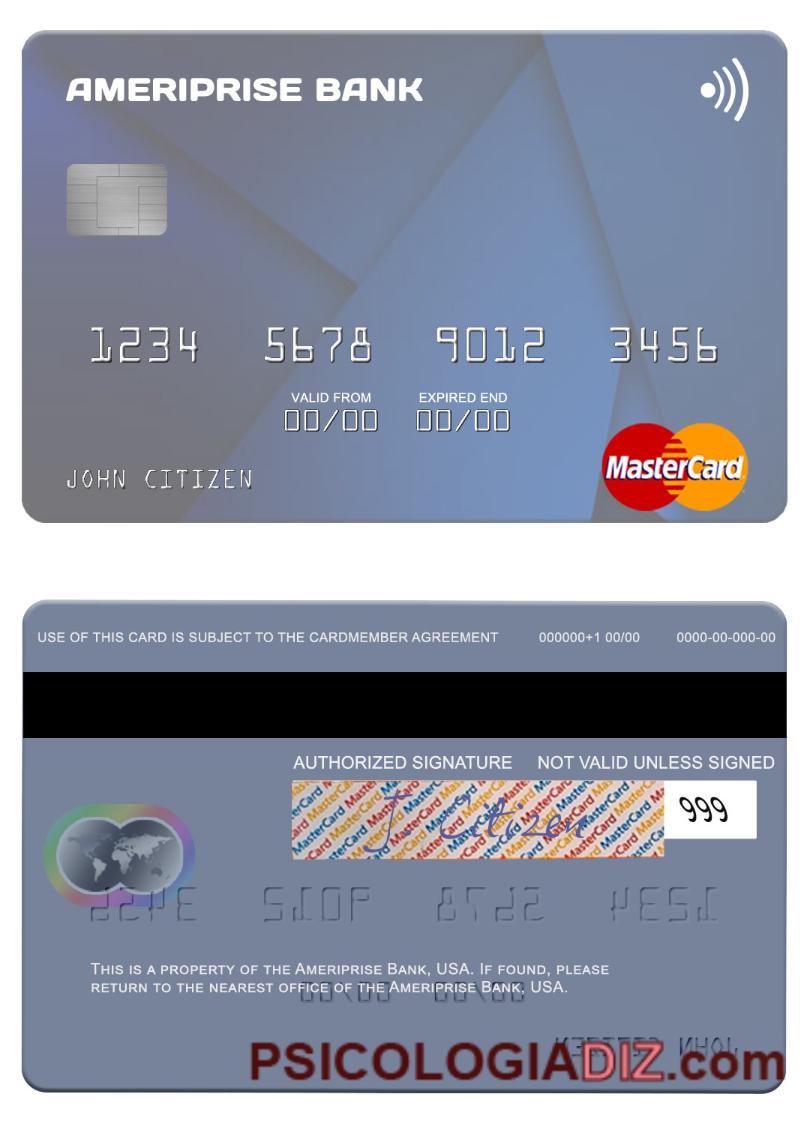 AMERIPRISE BANK
1234 5678 9012 3456
VALID FROM EXPIRED END
00/00 00/00
JOHN CITIZEN
MasterCard
USE OF THIS CARD IS SUBJECT TO THE CARDMEMBER AGREEMENT 000000+1 00/00 0000-00-000-00
AUTHORIZED SIGNATURE NOT VALID UNLESS SIGNED
J. Citizen 999
THIS IS A PROPERTY OF THE AMERIPRISE BANK, USA. IF FOUND, PLEASE
RETURN TO THE NEAREST OFFICE OF THE AMERIPRISE BANK, USA.
PSICOLOGIADIZ.com